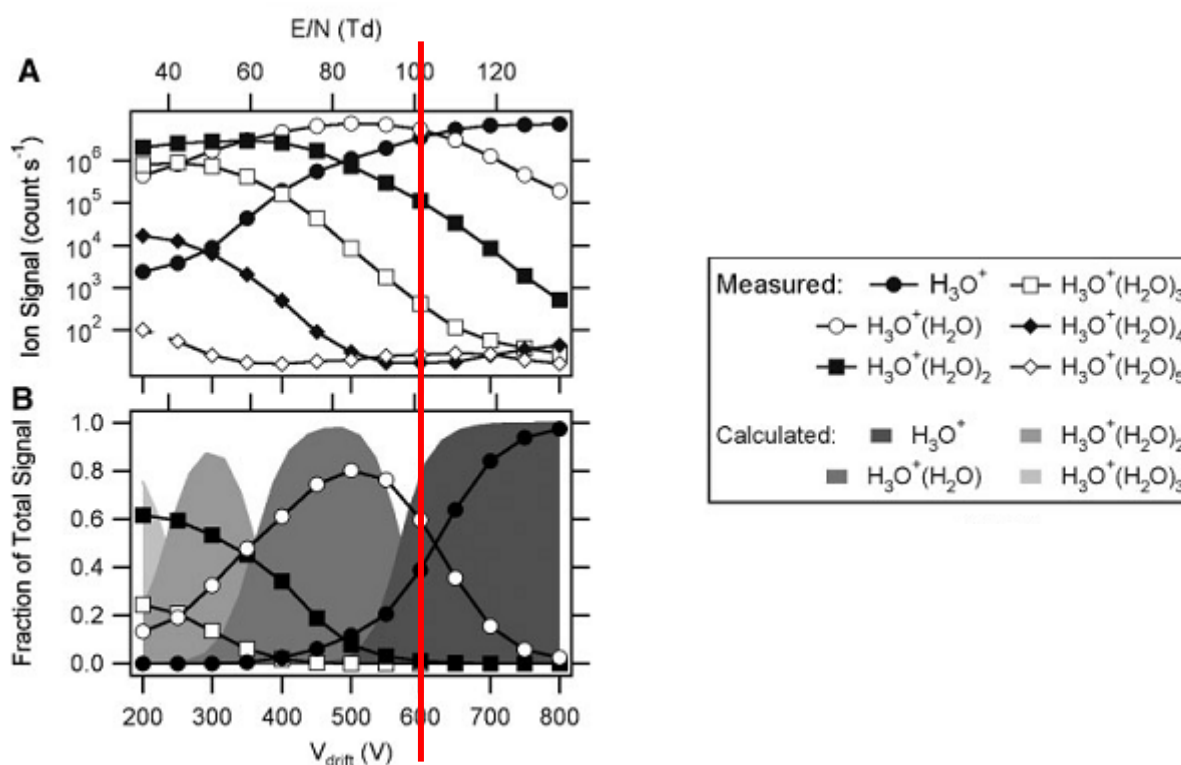 E/N (Td)
A
40 60 80 100 120
Ion Signal (count s⁻¹)
10⁶
10⁵
10⁴
10³
10²
B
Fraction of Total Signal
1.0
0.8
0.6
0.4
0.2
0.0
200 300 400 500 600 700 800
V_drift (V)
Measured: H₃O⁺ H₃O⁺(H₂O)₃
H₃O⁺(H₂O) H₃O⁺(H₂O)₄
H₃O⁺(H₂O)₂ H₃O⁺(H₂O)₅
Calculated: H₃O⁺ H₃O⁺(H₂O)₂
H₃O⁺(H₂O) H₃O⁺(H₂O)₃